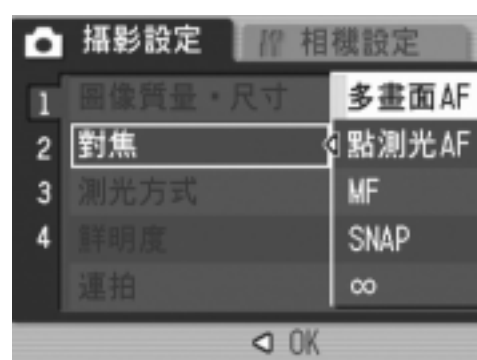 攝影設定 相機設定
1 圖像質量・尺寸 多畫面AF
2 對焦 點測光AF
3 測光方式 MF
4 鮮明度 SNAP
連拍 ∞
OK